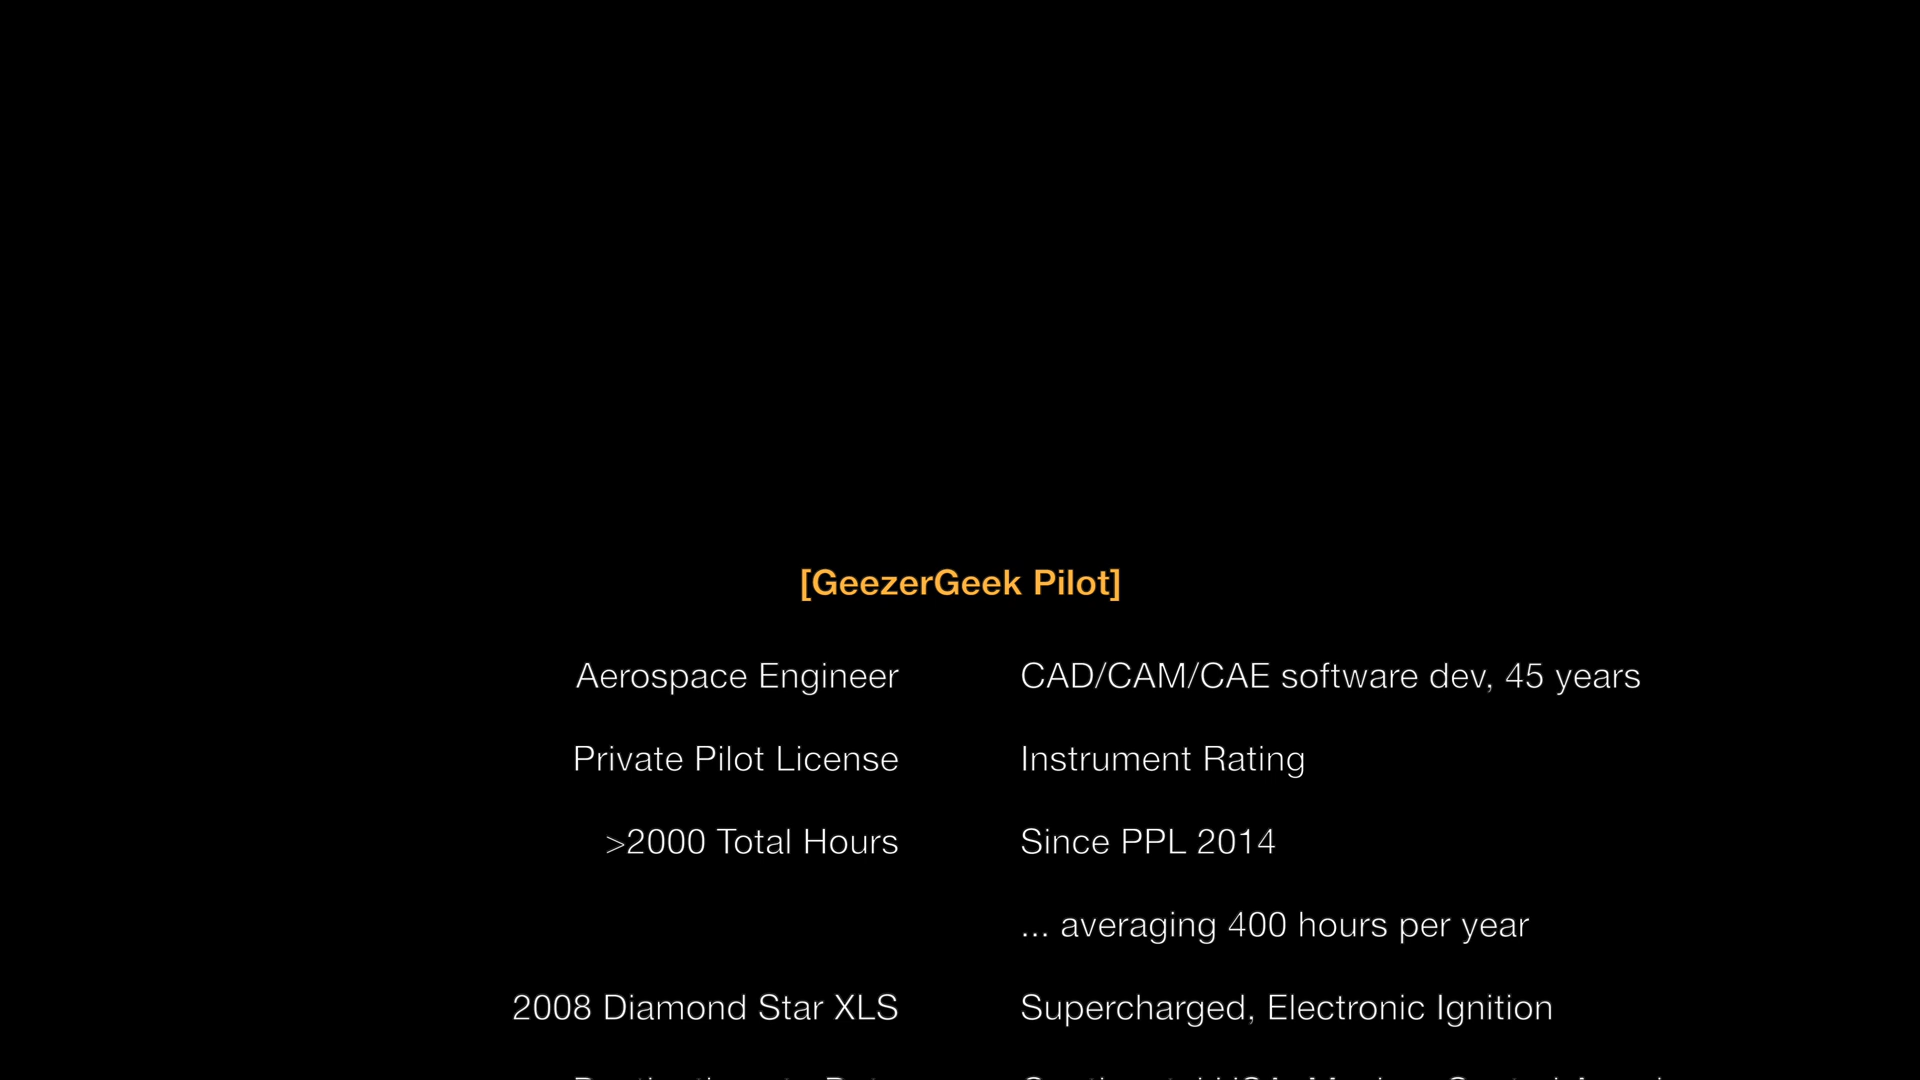 [GeezerGeek Pilot]
Aerospace Engineer CAD/CAM/CAE software dev, 45 years
Private Pilot License Instrument Rating
>2000 Total Hours Since PPL 2014
... averaging 400 hours per year
2008 Diamond Star XLS Supercharged, Electronic Ignition